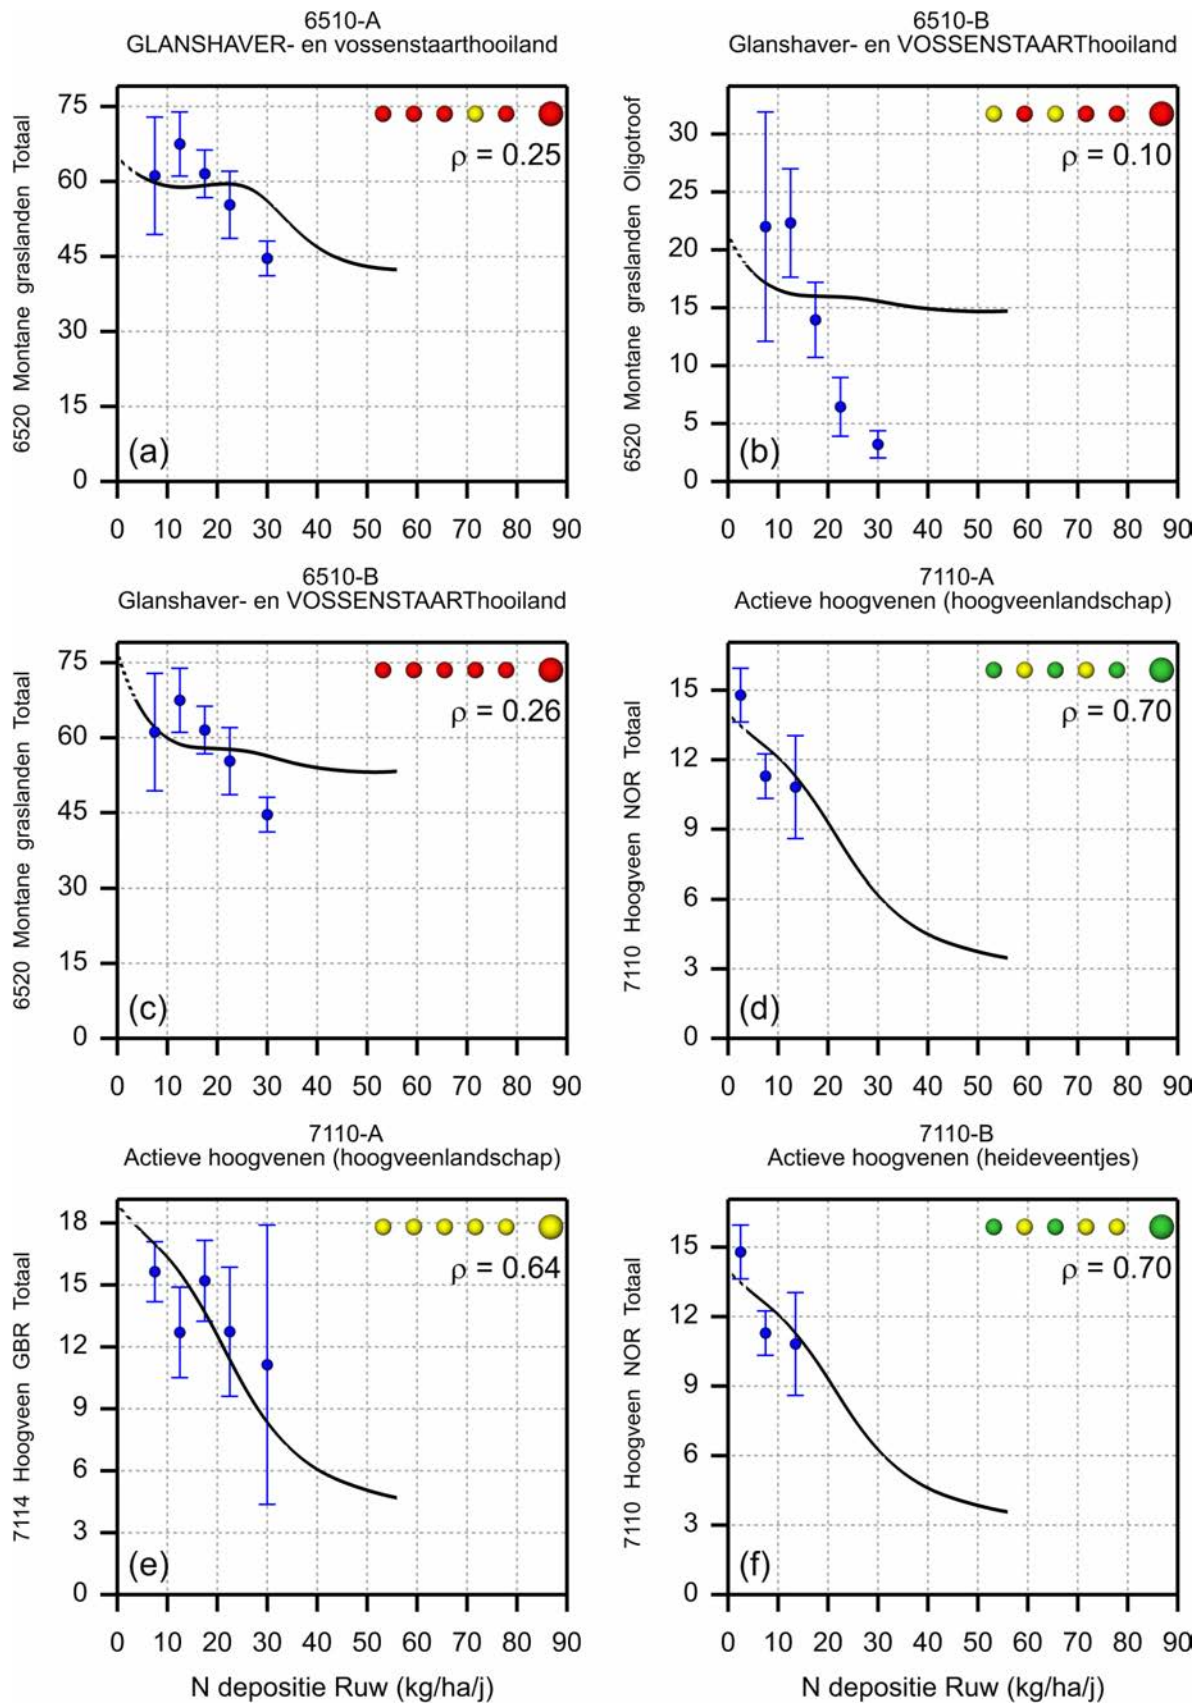 6510-A
GLANSHAVER- en vossenstaarthooiland
6520 Montane graslanden Totaal
75
60
45
30
15
0
ρ = 0.25
(a)
0 10 20 30 40 50 60 70 80 90
6510-B
Glanshaver- en VOSSENSTAARThooiland
6520 Montane graslanden Oligotroof
30
25
20
15
10
5
0
ρ = 0.10
(b)
0 10 20 30 40 50 60 70 80 90
6510-B
Glanshaver- en VOSSENSTAARThooiland
6520 Montane graslanden Totaal
75
60
45
30
15
0
ρ = 0.26
(c)
0 10 20 30 40 50 60 70 80 90
7110-A
Actieve hoogvenen (hoogveenlandschap)
7110 Hoogveen NOR Totaal
15
12
9
6
3
0
ρ = 0.70
(d)
0 10 20 30 40 50 60 70 80 90
7110-A
Actieve hoogvenen (hoogveenlandschap)
7114 Hoogveen GBR Totaal
18
15
12
9
6
3
0
ρ = 0.64
(e)
0 10 20 30 40 50 60 70 80 90
N depositie Ruw (kg/ha/j)
7110-B
Actieve hoogvenen (heideveentjes)
7110 Hoogveen NOR Totaal
15
12
9
6
3
0
ρ = 0.70
(f)
0 10 20 30 40 50 60 70 80 90
N depositie Ruw (kg/ha/j)